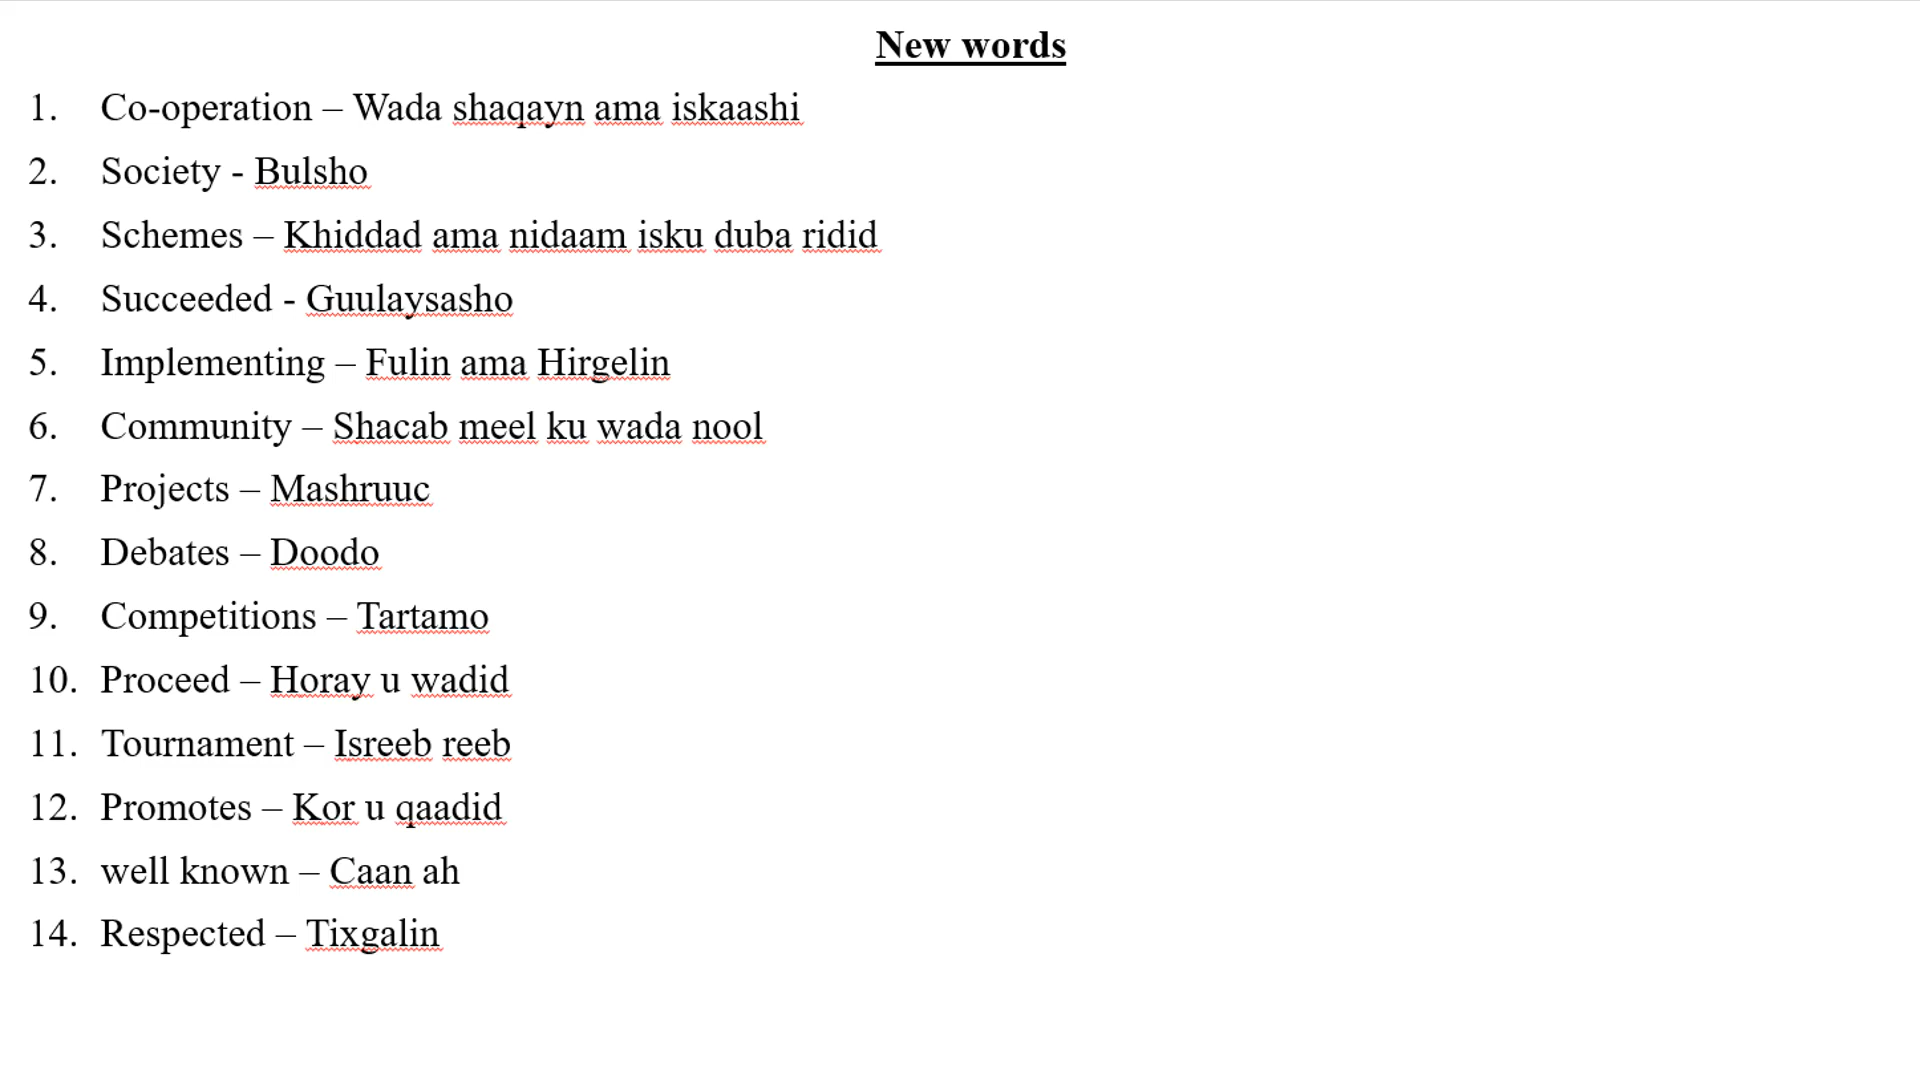 New words
1. Co-operation – Wada shaqayn ama iskaashi
2. Society - Bulsho
3. Schemes – Khiddad ama nidaam isku duba ridid
4. Succeeded - Guulaysasho
5. Implementing – Fulin ama Hirgelin
6. Community – Shacab meel ku wada nool
7. Projects – Mashruuc
8. Debates – Doodo
9. Competitions – Tartamo
10. Proceed – Horay u wadid
11. Tournament – Isreeb reeb
12. Promotes – Kor u qaadid
13. well known – Caan ah
14. Respected – Tixgalin